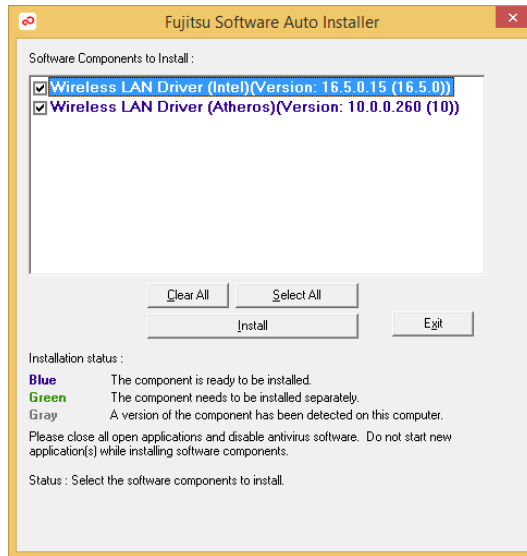 Fujitsu Software Auto Installer
Software Components to Install :
Wireless LAN Driver (Intel)(Version: 16.5.0.15 (16.5.0))
Wireless LAN Driver (Atheros)(Version: 10.0.0.260 (10))
Clear All Select All
Install Exit
Installation status :
Blue The component is ready to be installed.
Green The component needs to be installed separately.
Gray A version of the component has been detected on this computer.
Please close all open applications and disable antivirus software. Do not start new
application(s) while installing software components.
Status : Select the software components to install.